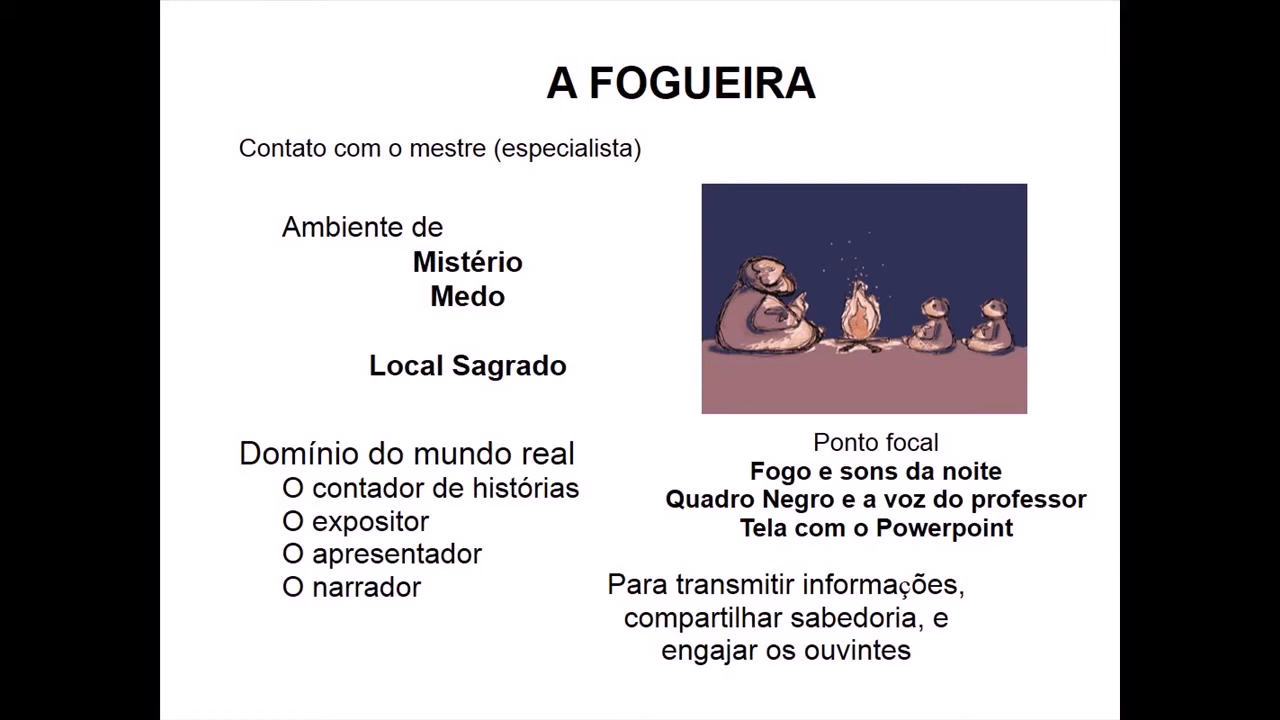 A FOGUEIRA
Contato com o mestre (especialista)
Ambiente de
Mistério
Medo
Local Sagrado
Domínio do mundo real
O contador de histórias
O expositor
O apresentador
O narrador
Ponto focal
Fogo e sons da noite
Quadro Negro e a voz do professor
Tela com o Powerpoint
Para transmitir informações,
compartilhar sabedoria, e
engajar os ouvintes